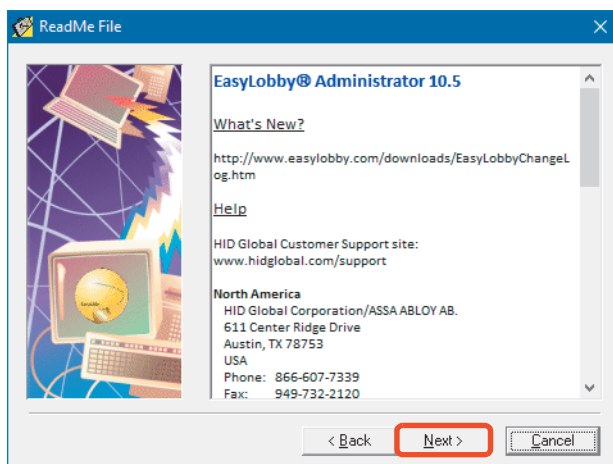 ReadMe File
EasyLobby® Administrator 10.5
What's New?
http://www.easylobby.com/downloads/EasyLobbyChangeL
og.htm
Help
HID Global Customer Support site:
www.hidglobal.com/support
North America
HID Global Corporation/ASSA ABLOY AB.
611 Center Ridge Drive
Austin, TX 78753
USA
Phone: 866-607-7339
Fax: 949-732-2120
< Back
Next >
Cancel